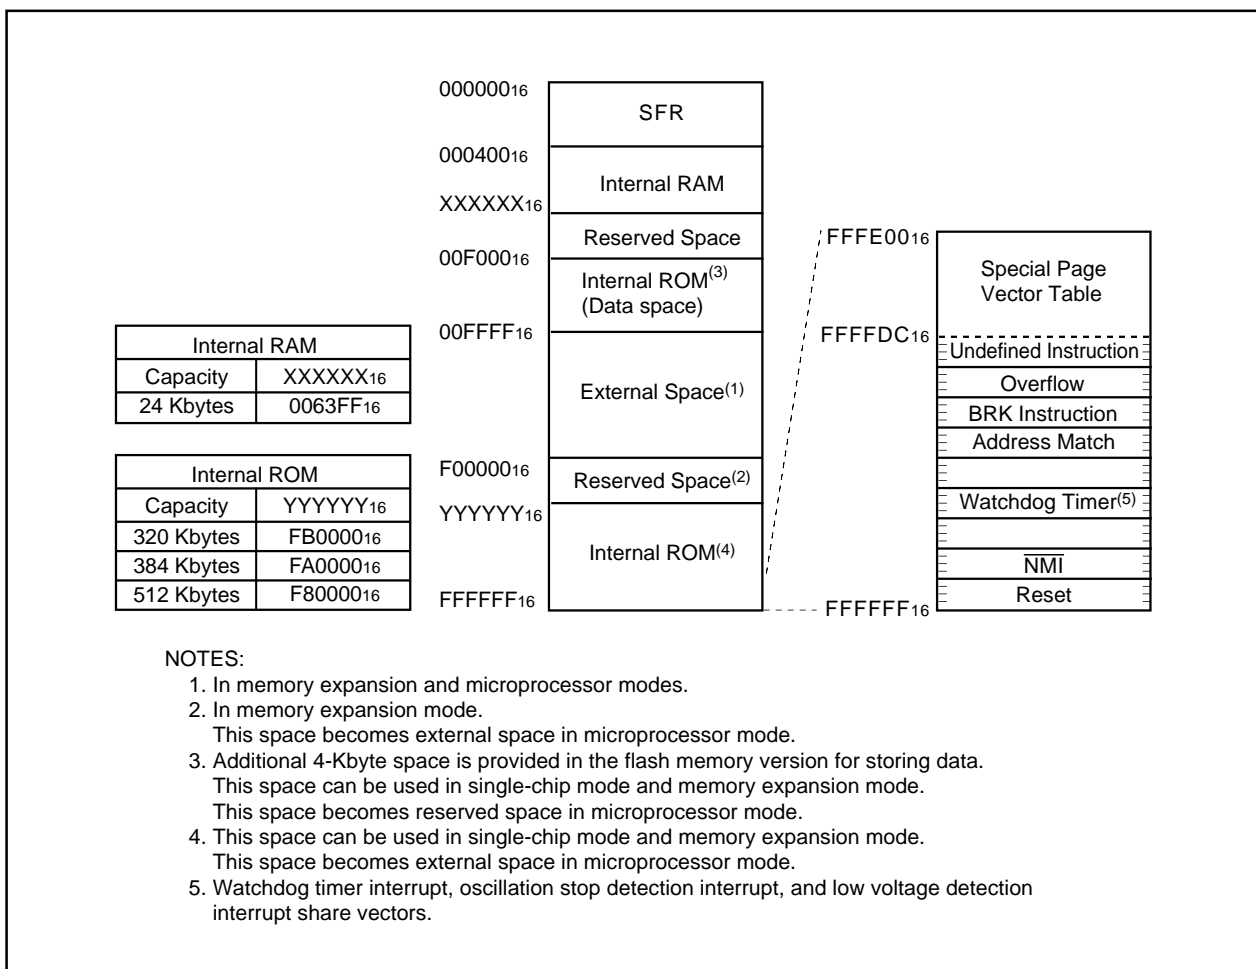 00000016
SFR
00040016
Internal RAM
XXXXXX16
Reserved Space
00F00016
Internal ROM(3)
(Data space)
00FFFF16
External Space(1)
F0000016
Reserved Space(2)
YYYYYY16
Internal ROM(4)
FFFFFF16
Internal RAM
Capacity XXXXXX16
24 Kbytes 0063FF16
Internal ROM
Capacity YYYYYY16
320 Kbytes FB000016
384 Kbytes FA000016
512 Kbytes F8000016
FFFE0016
Special Page
Vector Table
FFFFDC16
Undefined Instruction
Overflow
BRK Instruction
Address Match
Watchdog Timer(5)
NMI
Reset
FFFFFF16
NOTES:
1. In memory expansion and microprocessor modes.
2. In memory expansion mode.
This space becomes external space in microprocessor mode.
3. Additional 4-Kbyte space is provided in the flash memory version for storing data.
This space can be used in single-chip mode and memory expansion mode.
This space becomes reserved space in microprocessor mode.
4. This space can be used in single-chip mode and memory expansion mode.
This space becomes external space in microprocessor mode.
5. Watchdog timer interrupt, oscillation stop detection interrupt, and low voltage detection
interrupt share vectors.